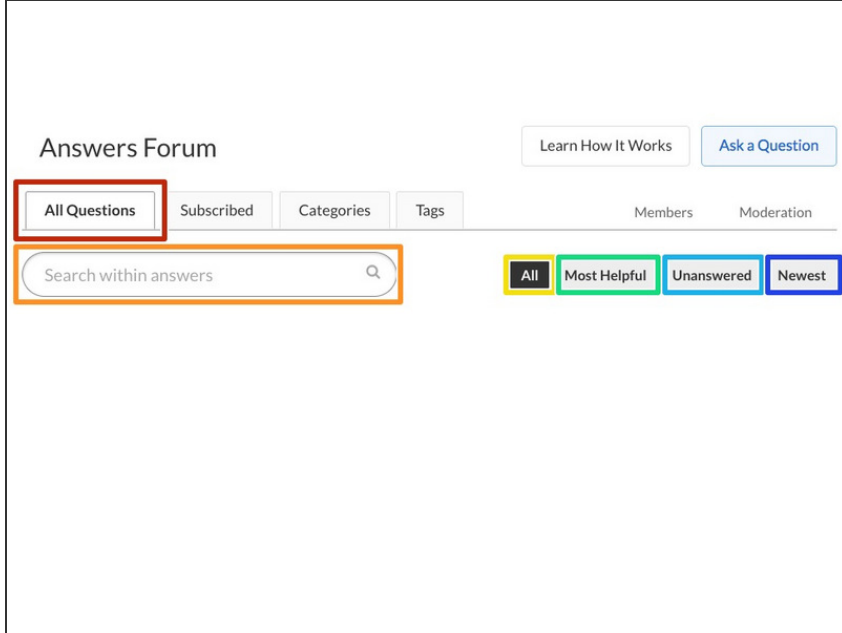 Answers Forum
Learn How It Works
Ask a Question
All Questions
Subscribed
Categories
Tags
Members
Moderation
Search within answers
All
Most Helpful
Unanswered
Newest